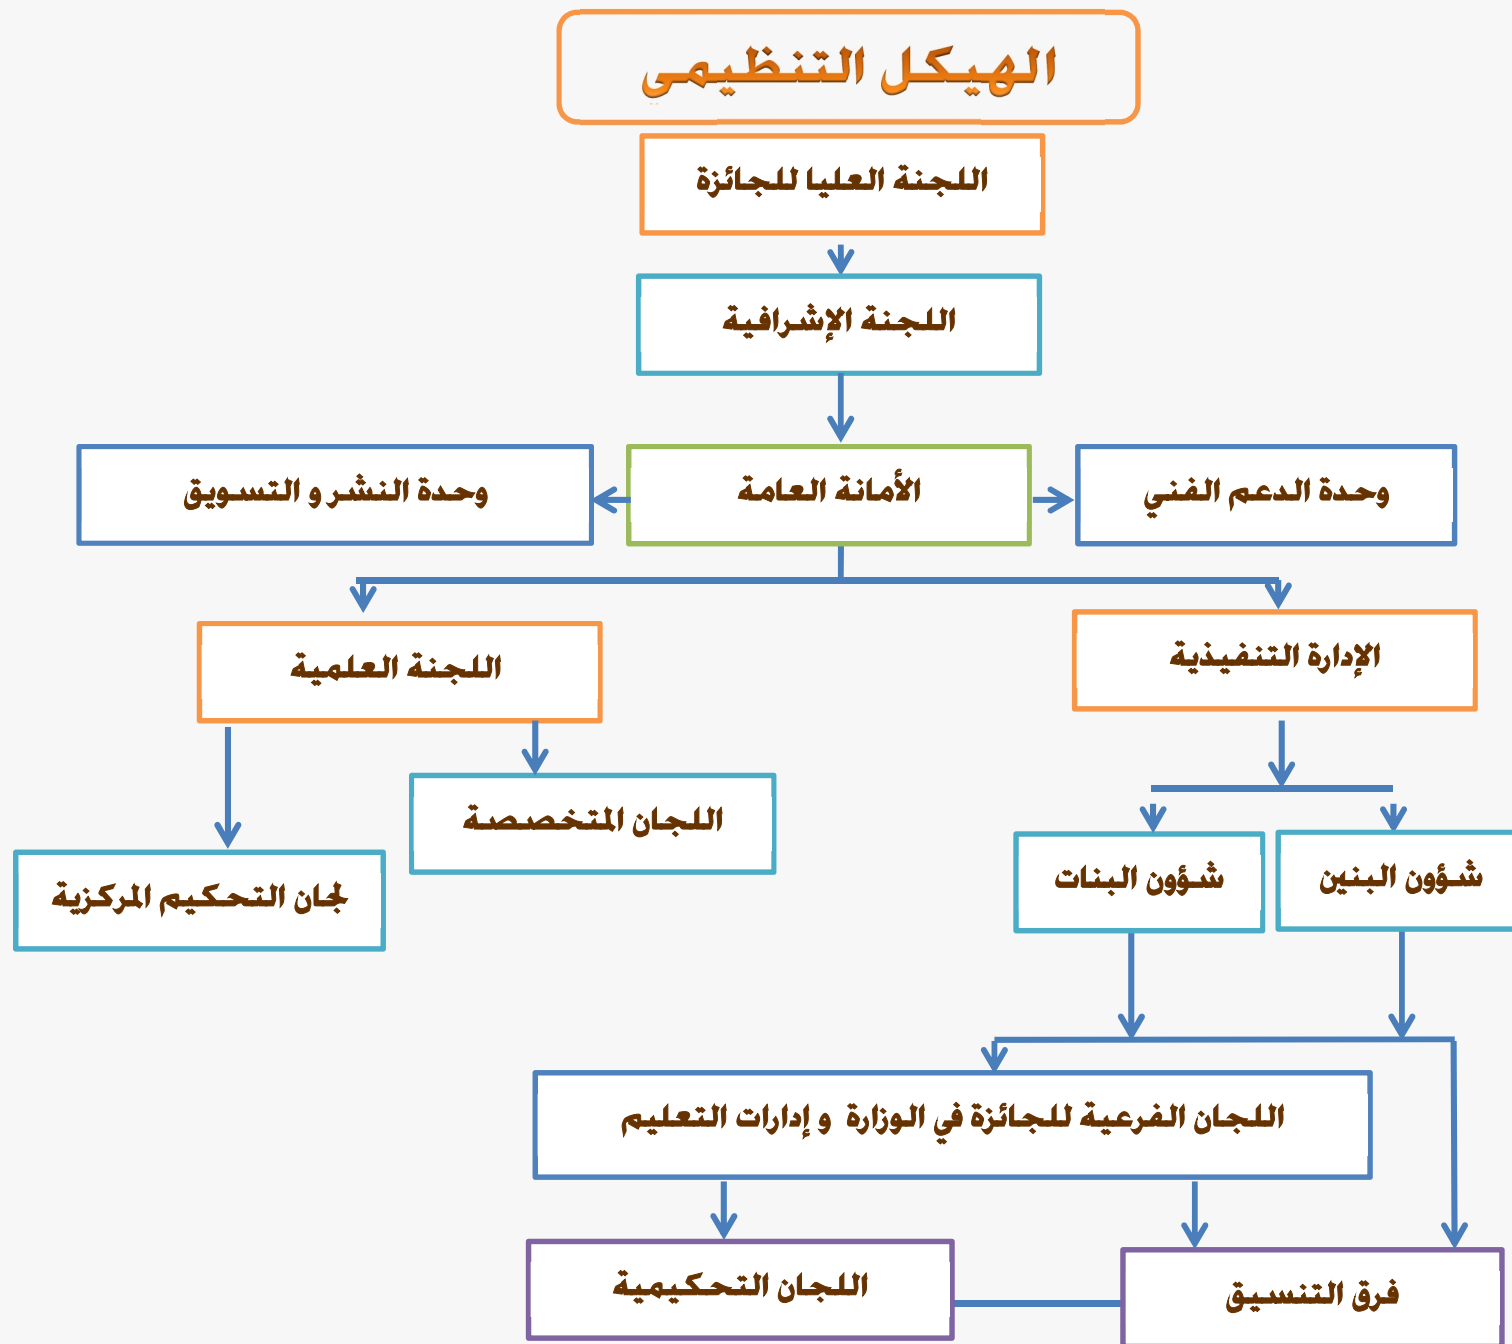 الهيكل التنظيمي
اللجنة العليا للجائزة
اللجنة الإشرافية
وحدة الدعم الفني
الأمانة العامة
وحدة النشر و التسويق
الإدارة التنفيذية
اللجنة العلمية
اللجان المتخصصة
شؤون البنين
شؤون البنات
لجان التحكيم المركزية
اللجان الفرعية للجائزة في الوزارة و إدارات التعليم
فرق التنسيق
اللجان التحكيمية